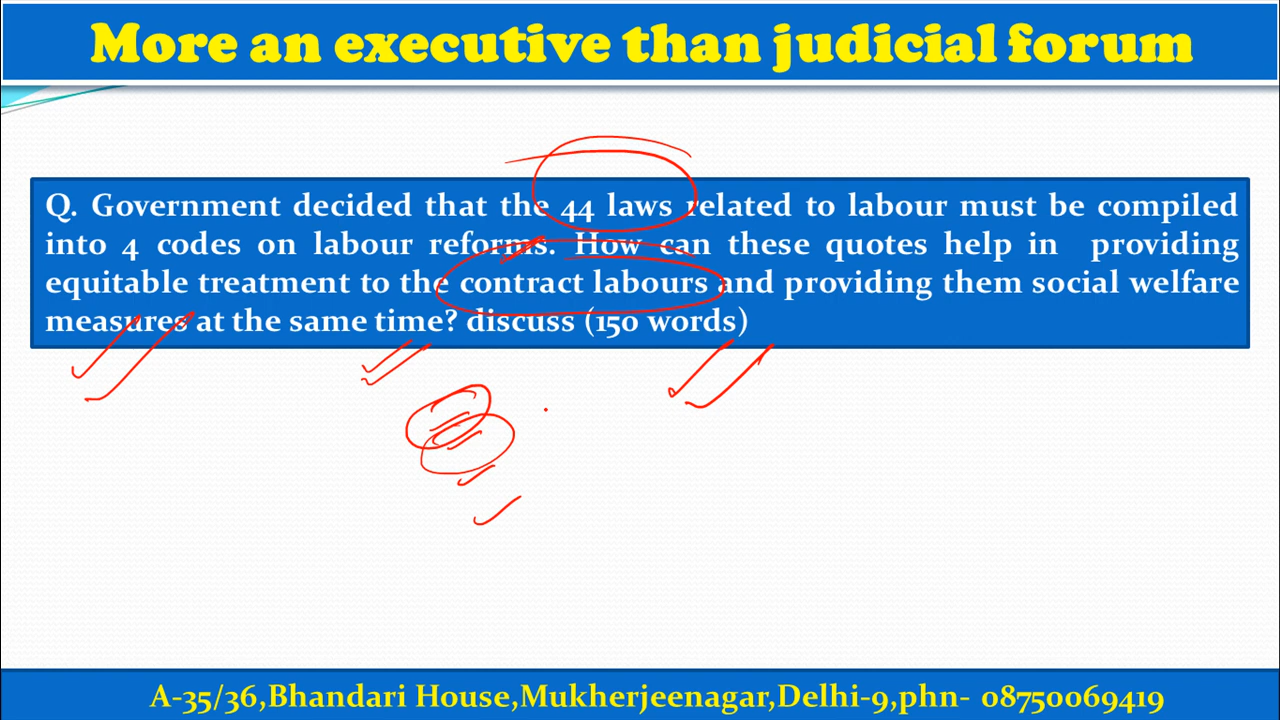 More an executive than judicial forum
Q. Government decided that the 44 laws related to labour must be compiled
into 4 codes on labour reforms. How can these quotes help in providing
equitable treatment to the contract labours and providing them social welfare
measures at the same time? discuss (150 words)
A-35/36,Bhandari House,Mukherjeenagar,Delhi-9,phn- 08750069419